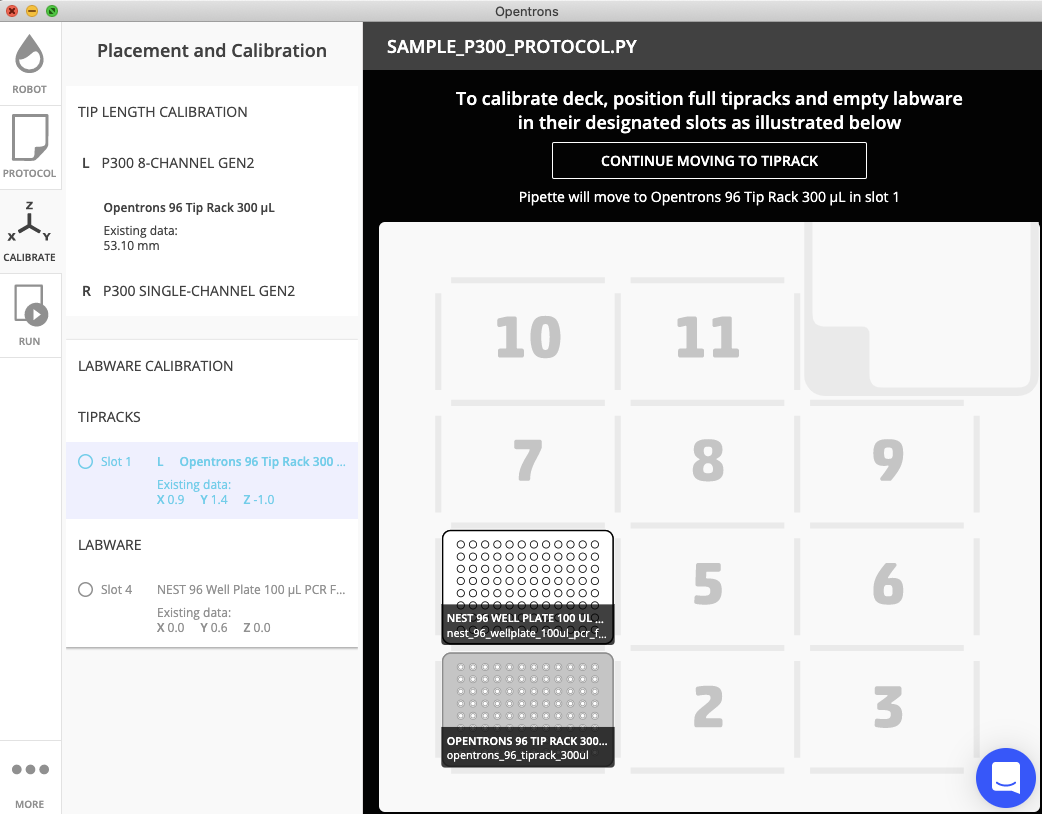 Opentrons
ROBOT
PROTOCOL
Z
X Y
CALIBRATE
RUN
MORE
Placement and Calibration
TIP LENGTH CALIBRATION
L P300 8-CHANNEL GEN2
Opentrons 96 Tip Rack 300 µL
Existing data:
53.10 mm
R P300 SINGLE-CHANNEL GEN2
LABWARE CALIBRATION
TIPRACKS
Slot 1 L Opentrons 96 Tip Rack 300 ...
Existing data:
X 0.9 Y 1.4 Z -1.0
LABWARE
Slot 4 NEST 96 Well Plate 100 µL PCR F...
Existing data:
X 0.0 Y 0.6 Z 0.0
SAMPLE_P300_PROTOCOL.PY
To calibrate deck, position full tipracks and empty labware
in their designated slots as illustrated below
CONTINUE MOVING TO TIPRACK
Pipette will move to Opentrons 96 Tip Rack 300 µL in slot 1
10 11
7 8 9
NEST 96 WELL PLATE 100 UL ...
nest_96_wellplate_100ul_pcr_f...
5 6
OPENTRONS 96 TIP RACK 300...
opentrons_96_tiprack_300ul
2 3